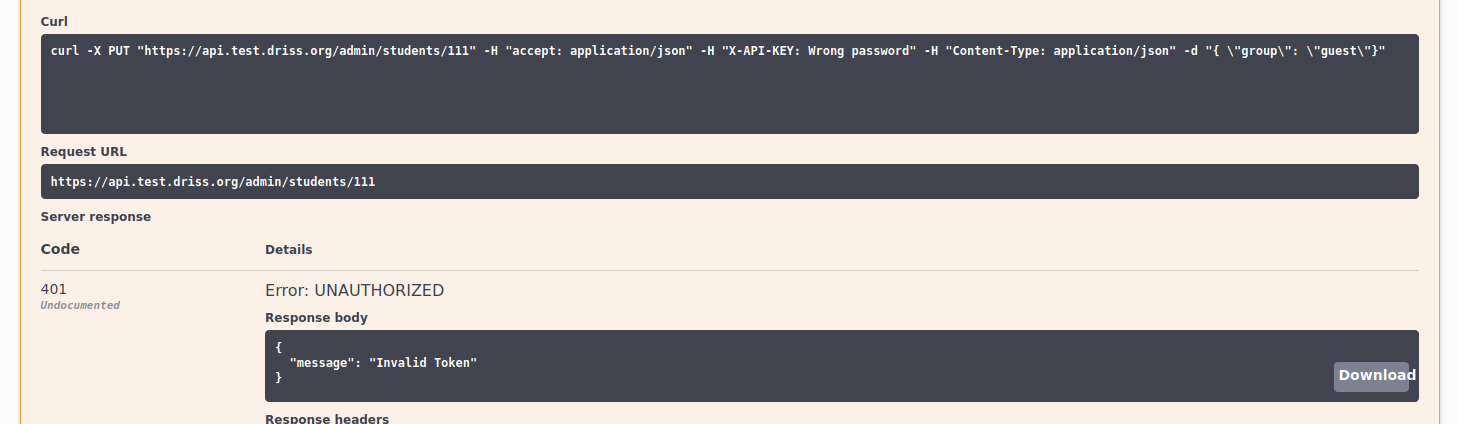 Curl
curl -X PUT "https://api.test.driss.org/admin/students/111" -H "accept: application/json" -H "X-API-KEY: Wrong password" -H "Content-Type: application/json" -d "{ \"group\": \"guest\"}"
Request URL
https://api.test.driss.org/admin/students/111
Server response
Code Details
401 Error: UNAUTHORIZED
Undocumented
Response body
{
"message": "Invalid Token"
}
Download
Response headers